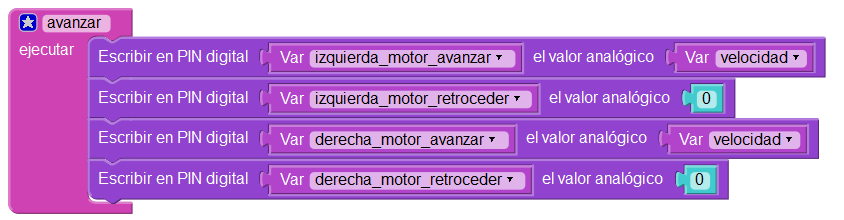 avanzar
ejecutar
Escribir en PIN digital Var izquierda_motor_avanzar el valor analógico Var velocidad
Escribir en PIN digital Var izquierda_motor_retroceder el valor analógico 0
Escribir en PIN digital Var derecha_motor_avanzar el valor analógico Var velocidad
Escribir en PIN digital Var derecha_motor_retroceder el valor analógico 0